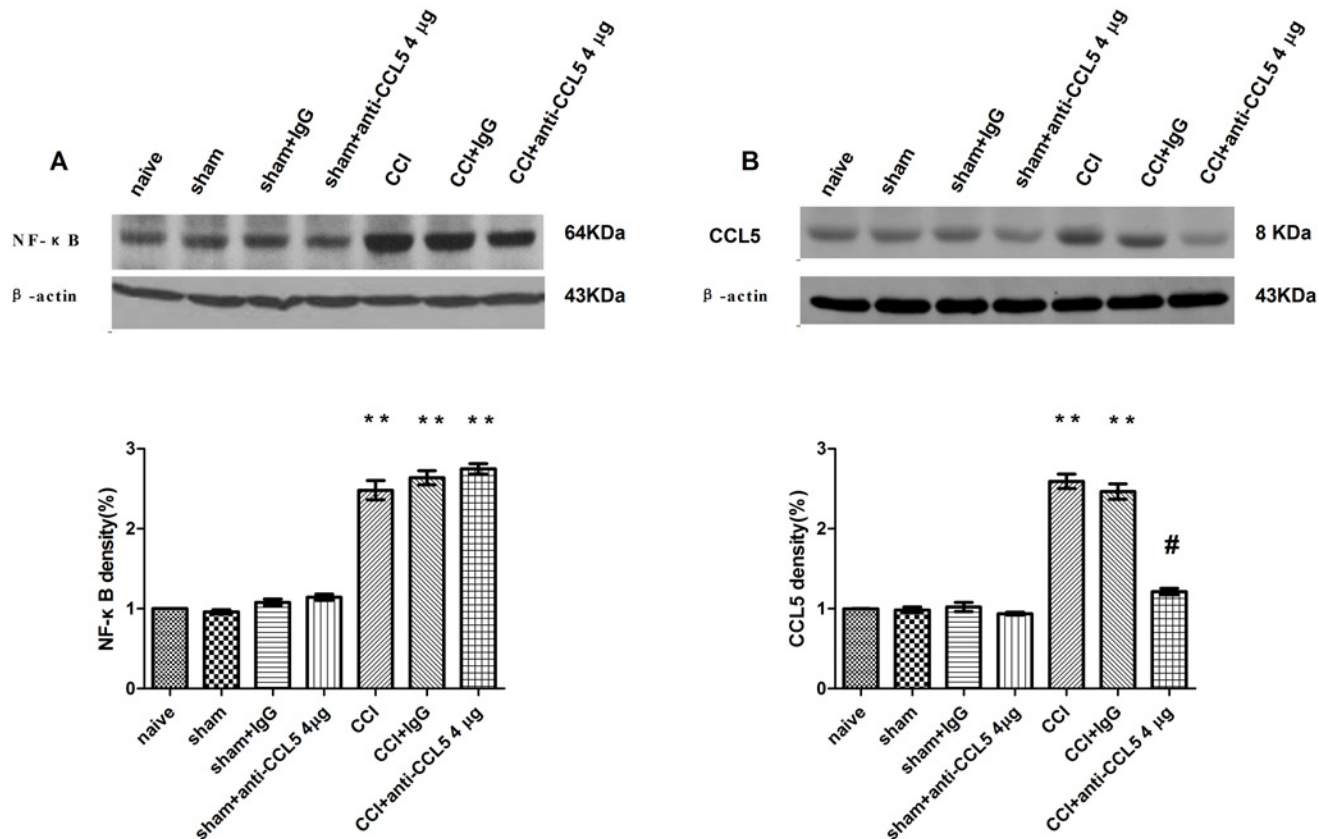 A
naive
sham
sham+IgG
sham+anti-CCL5 4 μg
CCI
CCI+IgG
CCI+anti-CCL5 4 μg
NF-κ B
64KDa
β -actin
43KDa
** ** **
NF-κ B density(%)
3
2
1
0
naive
sham
sham+IgG
sham+anti-CCL5 4μg
CCI
CCI+IgG
CCI+anti-CCL5 4 μg
B
naive
sham
sham+IgG
sham+anti-CCL5 4 μg
CCI
CCI+IgG
CCI+anti-CCL5 4 μg
CCL5
8 KDa
β -actin
43KDa
** **
#
CCL5 density(%)
3
2
1
0
naive
sham
sham+IgG
sham+anti-CCL5 4μg
CCI
CCI+IgG
CCI+anti-CCL5 4 μg